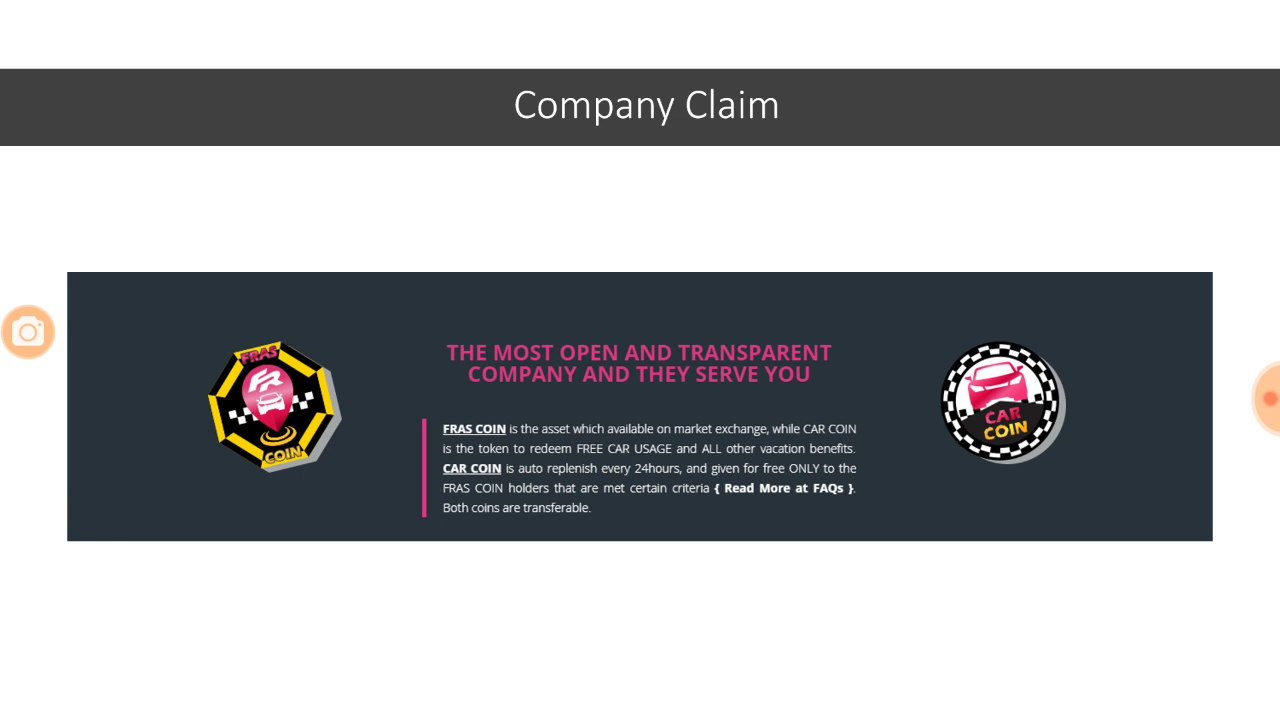 Company Claim
FRAS
FR
COIN
THE MOST OPEN AND TRANSPARENT
COMPANY AND THEY SERVE YOU
FRAS COIN is the asset which available on market exchange, while CAR COIN
is the token to redeem FREE CAR USAGE and ALL other vacation benefits.
CAR COIN is auto replenish every 24hours, and given for free ONLY to the
FRAS COIN holders that are met certain criteria { Read More at FAQs }.
Both coins are transferable.
CAR
COIN